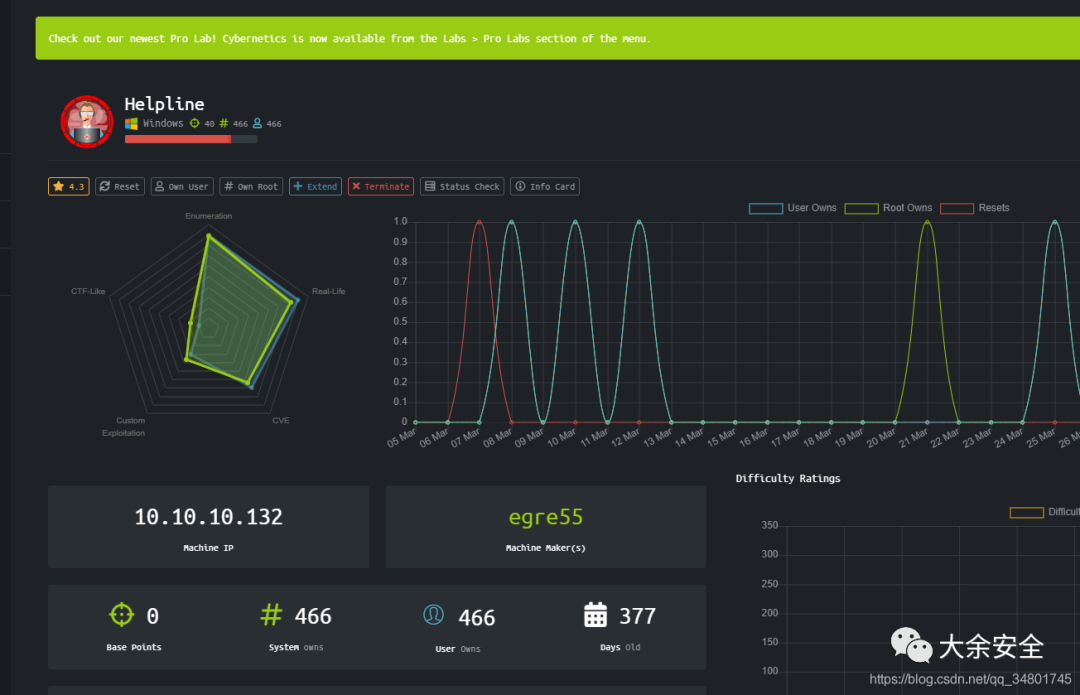 Check out our newest Pro Lab! Cybernetics is now available from the Labs > Pro Labs section of the menu.
Helpline
Windows 40 # 466 466
4.3 Reset Own User # Own Root + Extend × Terminate Status Check Info Card
User Owns Root Owns Resets
Enumeration
Real-Life
CVE
Custom
Exploitation
CTF-Like
1.0
0.9
0.8
0.7
0.6
0.5
0.4
0.3
0.2
0.1
0
05 Mar 06 Mar 07 Mar 08 Mar 09 Mar 10 Mar 11 Mar 12 Mar 13 Mar 14 Mar 15 Mar 16 Mar 17 Mar 18 Mar 19 Mar 20 Mar 21 Mar 22 Mar 23 Mar 24 Mar 25 Mar 26
10.10.10.132
Machine IP
egre55
Machine Maker(s)
0 # 466 466 377
Base Points System owns User Owns Days Old
Difficulty Ratings
350
300
250
200
150
100
大余安全
https://blog.csdn.net/qq_34801745